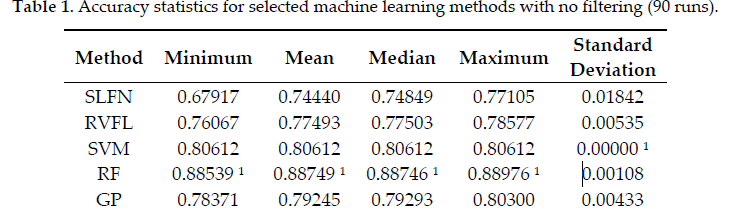 Table 1. Accuracy statistics for selected machine learning methods with no filtering (90 runs).
Method Minimum Mean Median Maximum Standard Deviation
SLFN 0.67917 0.74440 0.74849 0.77105 0.01842
RVFL 0.76067 0.77493 0.77503 0.78577 0.00535
SVM 0.80612 0.80612 0.80612 0.80612 0.00000 ¹
RF 0.88539 ¹ 0.88749 ¹ 0.88746 ¹ 0.88976 ¹ 0.00108
GP 0.78371 0.79245 0.79293 0.80300 0.00433